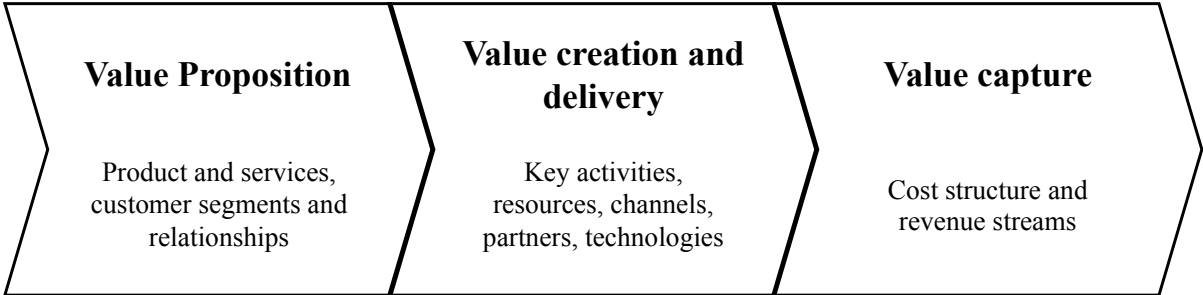 Value Proposition
Product and services,
customer segments and
relationships
Value creation and
delivery
Key activities,
resources, channels,
partners, technologies
Value capture
Cost structure and
revenue streams